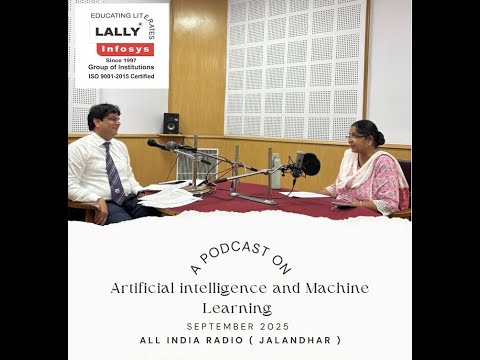 EDUCATING LITERATES
LALLY
Infosys
Since 1997
Group of Institutions
ISO 9001-2015 Certified
A PODCAST ON
Artificial intelligence and Machine
Learning
SEPTEMBER 2025
ALL INDIA RADIO ( JALANDHAR )